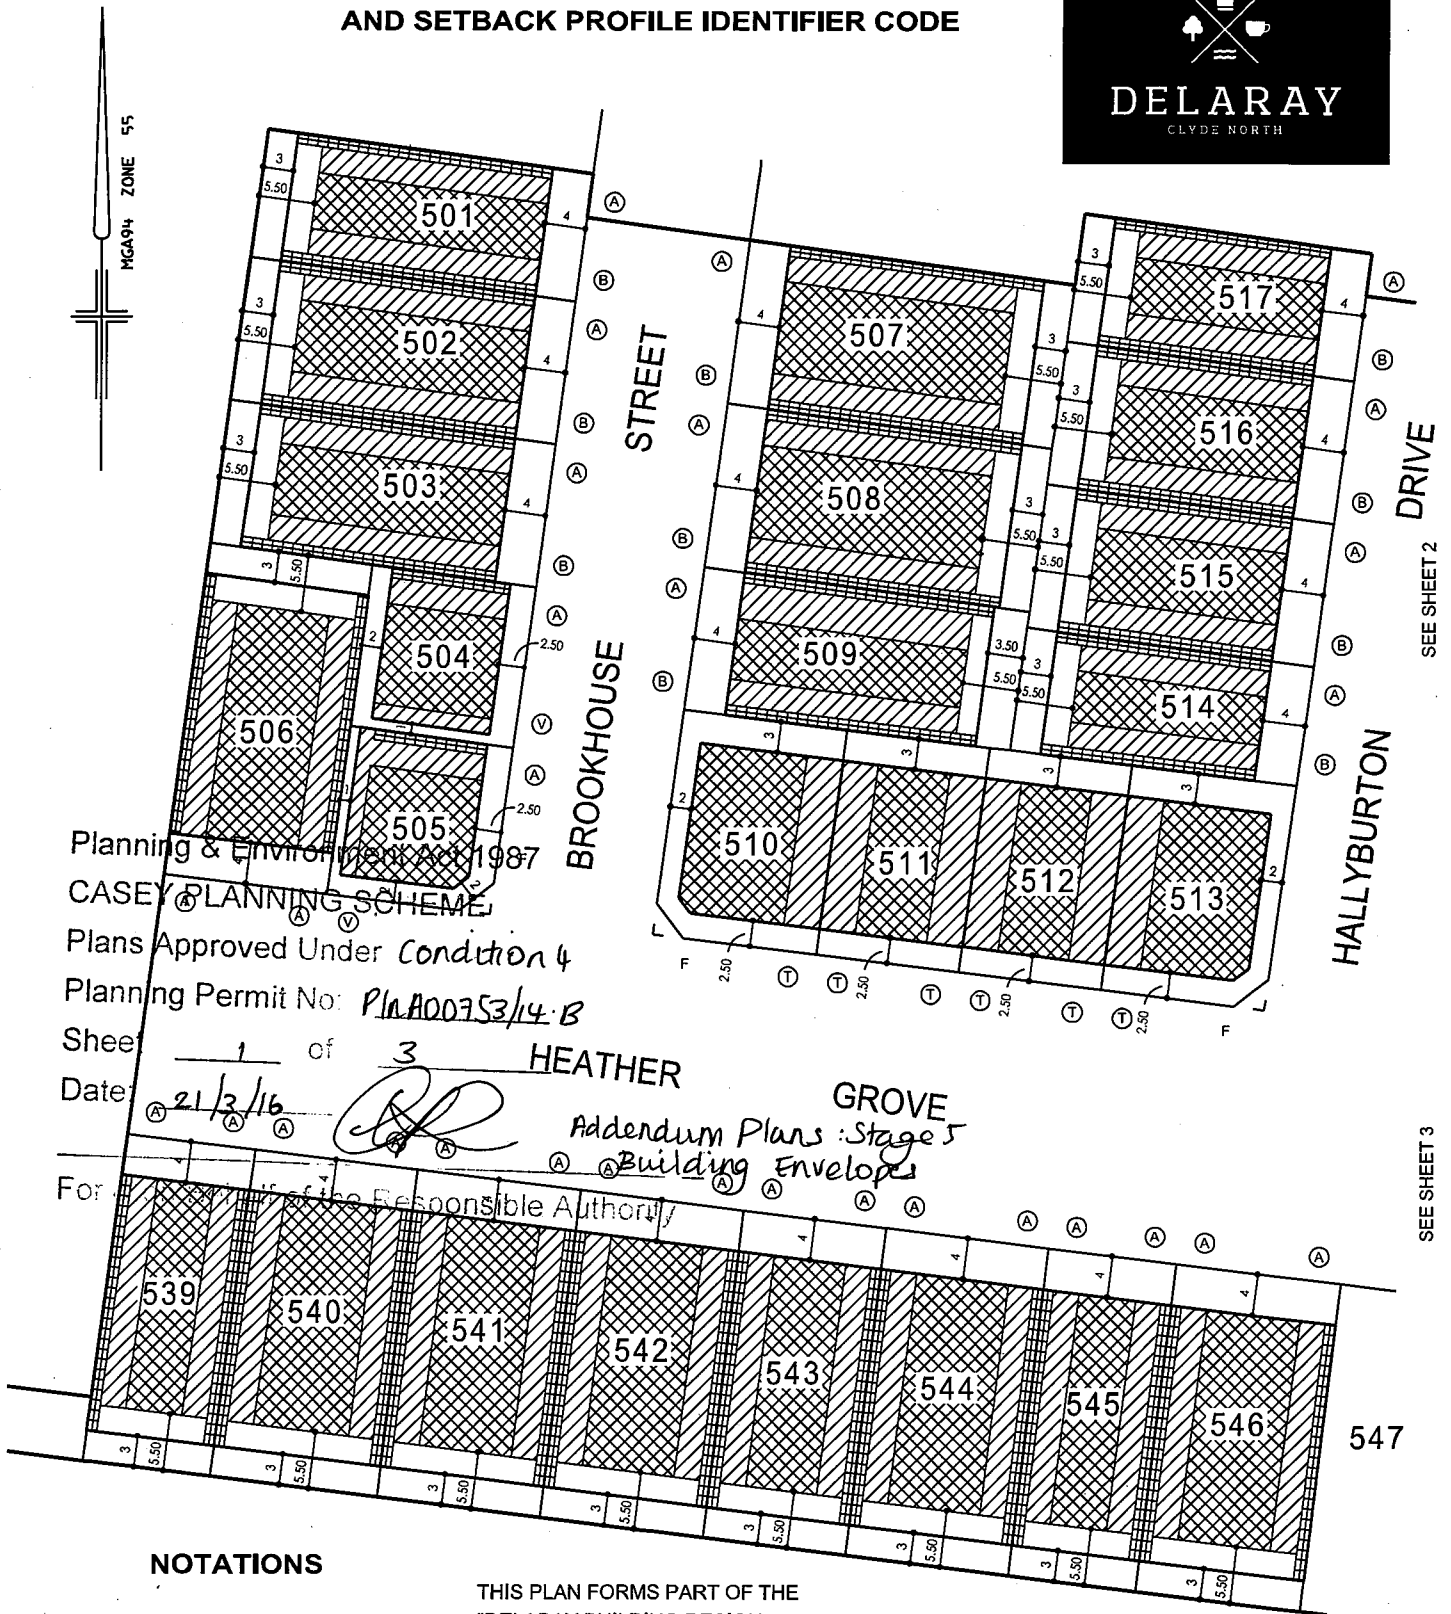 AND SETBACK PROFILE IDENTIFIER CODE
DELARAY
CLYDE NORTH
MGA94 ZONE 55
501
502
503
504
505
506
507
508
509
510
511
512
513
514
515
516
517
STREET
BROOKHOUSE
DRIVE
HALLYBURTON
SEE SHEET 2
Planning & Environment Act 1987
CASEY PLANNING SCHEME
Plans Approved Under Condition 4
Planning Permit No: PlnA00753/14.B
Sheet 1 of 3
Date: 21/3/16
HEATHER GROVE
Addendum Plans : Stage 5
Building Envelopes
For behalf of the Responsible Authority
SEE SHEET 3
539
540
541
542
543
544
545
546
547
NOTATIONS
THIS PLAN FORMS PART OF THE